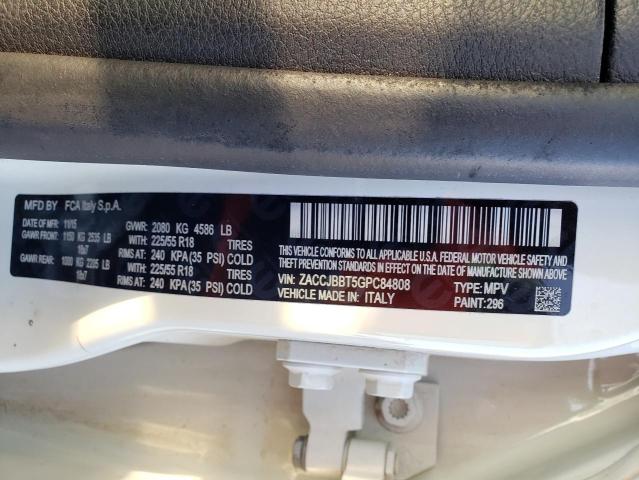 MFD BY FCA Italy S.p.A.
DATE OF MFR: 11/15 GVWR: 2080 KG 4586 LB
GAWR FRONT: 1150 KG 2535 LB 225/55 R18 TIRES
18x7 RIMS AT: 240 KPA(35 PSI) COLD
GAWR REAR: 1000 KG 2205 LB 225/55 R18 TIRES
18x7 RIMS AT: 240 KPA(35 PSI) COLD
THIS VEHICLE CONFORMS TO ALL APPLICABLE U.S.A. FEDERAL MOTOR VEHICLE SAFETY,
BUMPER, AND THEFT PREVENTION STANDARDS IN EFFECT ON THE
DATE OF MANUFACTURE SHOWN ABOVE.
VIN: ZACCJBBT5GPC84808 TYPE: MPV
VEHICLE MADE IN: ITALY PAINT: 296